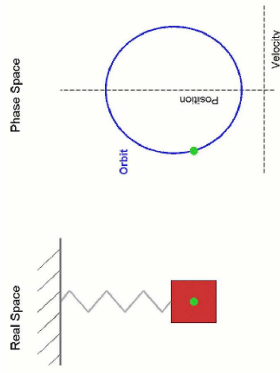 Real Space
Phase Space
Orbit
Position
Velocity